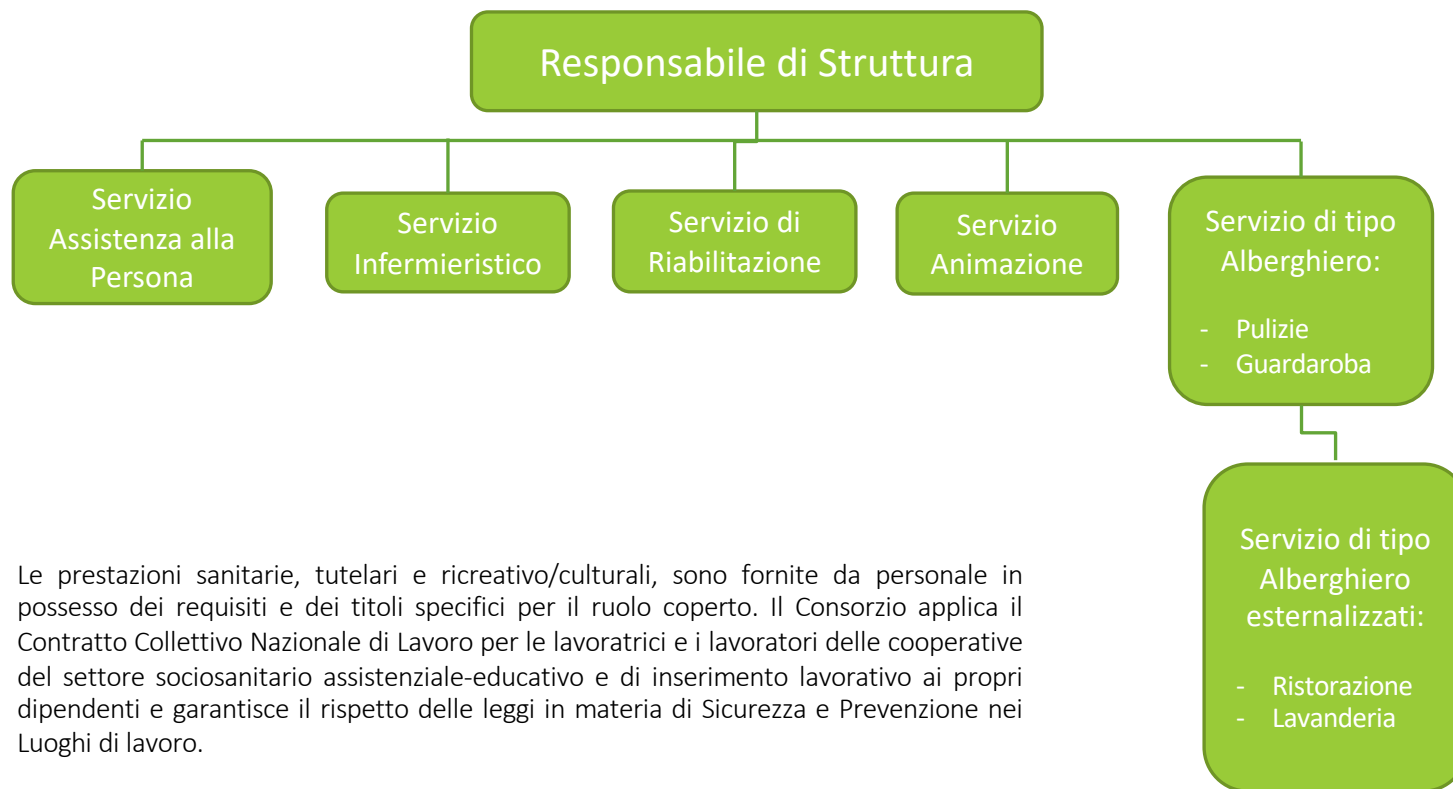 Responsabile di Struttura
Servizio
Assistenza alla
Persona
Servizio
Infermieristico
Servizio di
Riabilitazione
Servizio
Animazione
Servizio di tipo
Alberghiero:
- Pulizie
- Guardaroba
Servizio di tipo
Alberghiero
esternalizzati:
- Ristorazione
- Lavanderia
Le prestazioni sanitarie, tutelari e ricreativo/culturali, sono fornite da personale in
possesso dei requisiti e dei titoli specifici per il ruolo coperto. Il Consorzio applica il
Contratto Collettivo Nazionale di Lavoro per le lavoratrici e i lavoratori delle cooperative
del settore sociosanitario assistenziale-educativo e di inserimento lavorativo ai propri
dipendenti e garantisce il rispetto delle leggi in materia di Sicurezza e Prevenzione nei
Luoghi di lavoro.